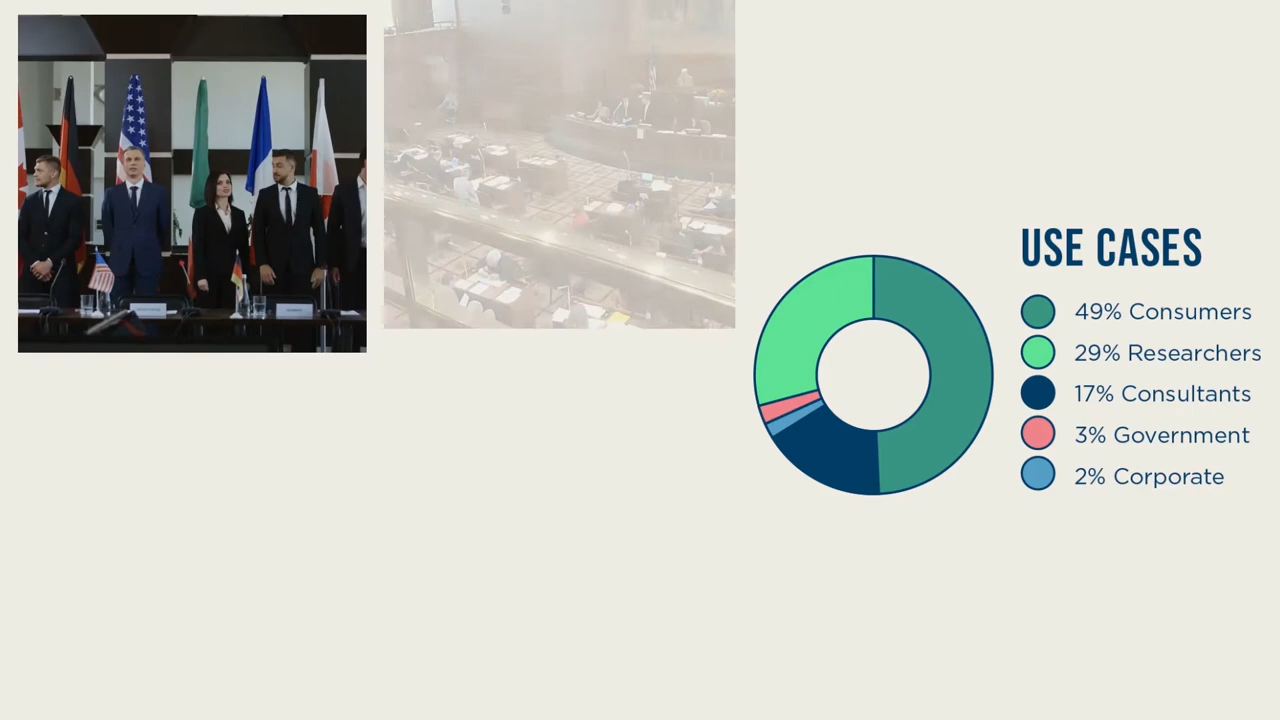 USE CASES
49% Consumers
29% Researchers
17% Consultants
3% Government
2% Corporate